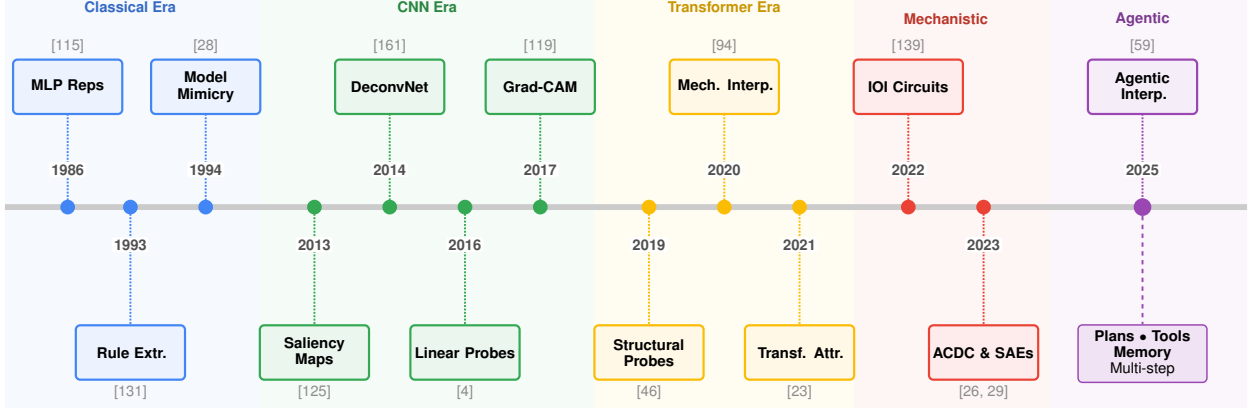 Classical Era
CNN Era
Transformer Era
Mechanistic
Agentic
[115]
[28]
[161]
[119]
[94]
[139]
[59]
MLP Reps
Model
Mimicry
DeconvNet
Grad-CAM
Mech. Interp.
IOI Circuits
Agentic
Interp.
1986
1994
2014
2017
2020
2022
2025
1993
2013
2016
2019
2021
2023
Rule Extr.
Saliency
Maps
Linear Probes
Structural
Probes
Transf. Attr.
ACDC & SAEs
Plans • Tools
Memory
Multi-step
[131]
[125]
[4]
[46]
[23]
[26, 29]